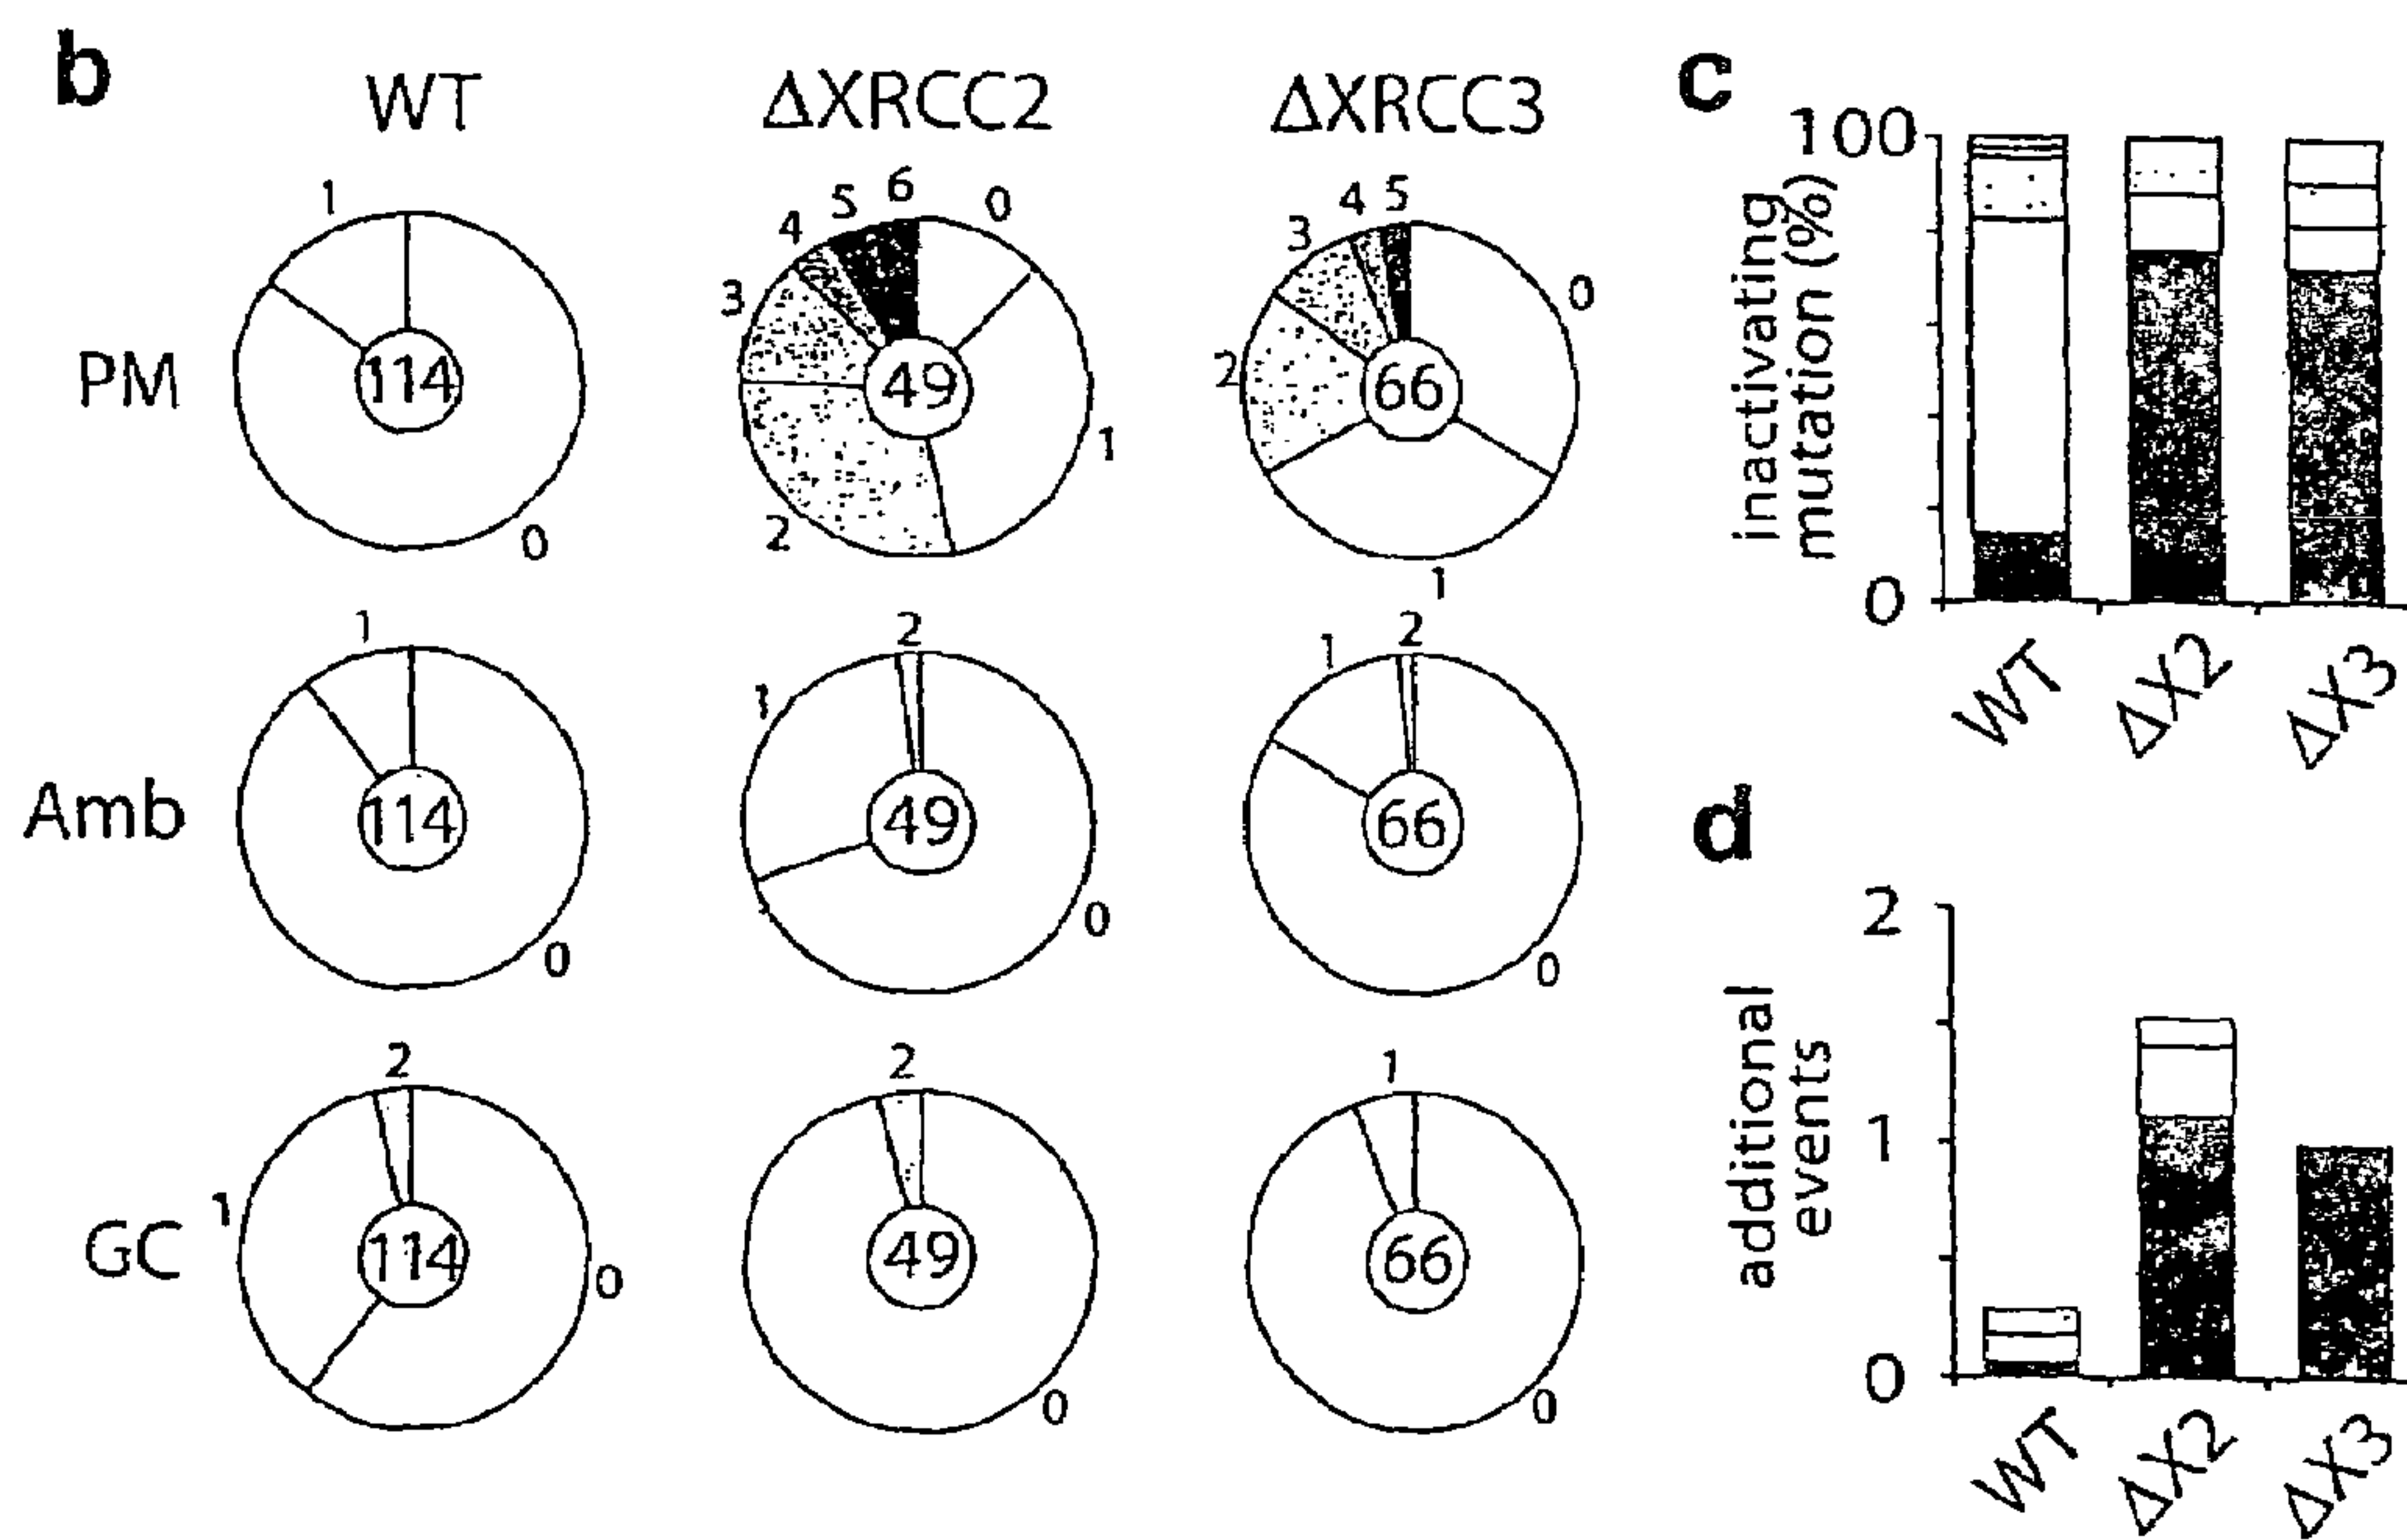 b
WT ΔXRCC2 ΔXRCC3
PM
1 0 114
6 5 4 3 2 1 0 49
5 4 3 2 1 0 66
Amb
1 0 114
2 1 0 49
2 1 0 66
GC
2 1 0 114
2 0 49
1 0 66
c
inactivating
mutation (%)
100
0
WT ΔX2 ΔX3
d
additional
events
2
1
0
WT ΔX2 ΔX3